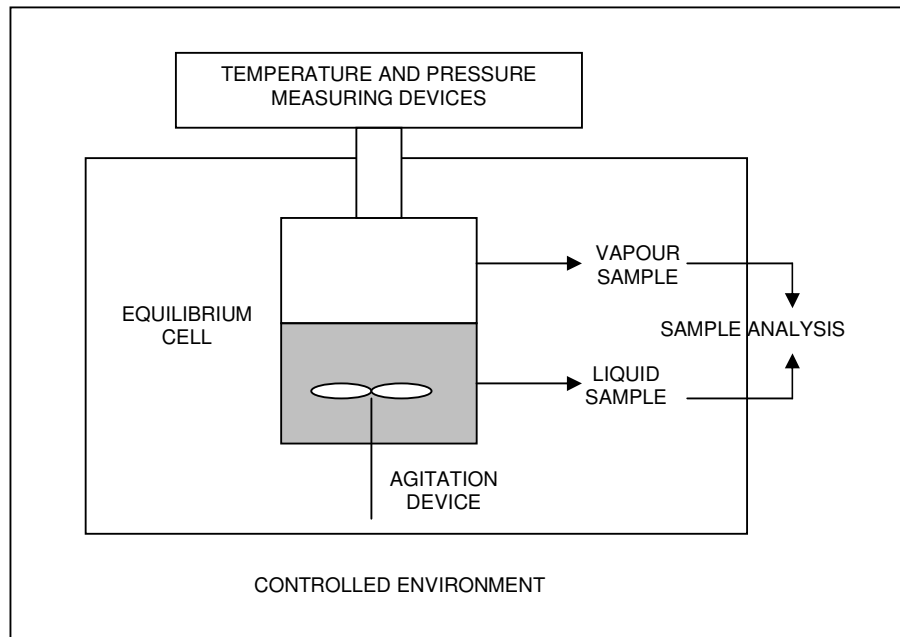 TEMPERATURE AND PRESSURE
MEASURING DEVICES
VAPOUR
SAMPLE
EQUILIBRIUM
CELL
SAMPLE ANALYSIS
LIQUID
SAMPLE
AGITATION
DEVICE
CONTROLLED ENVIRONMENT